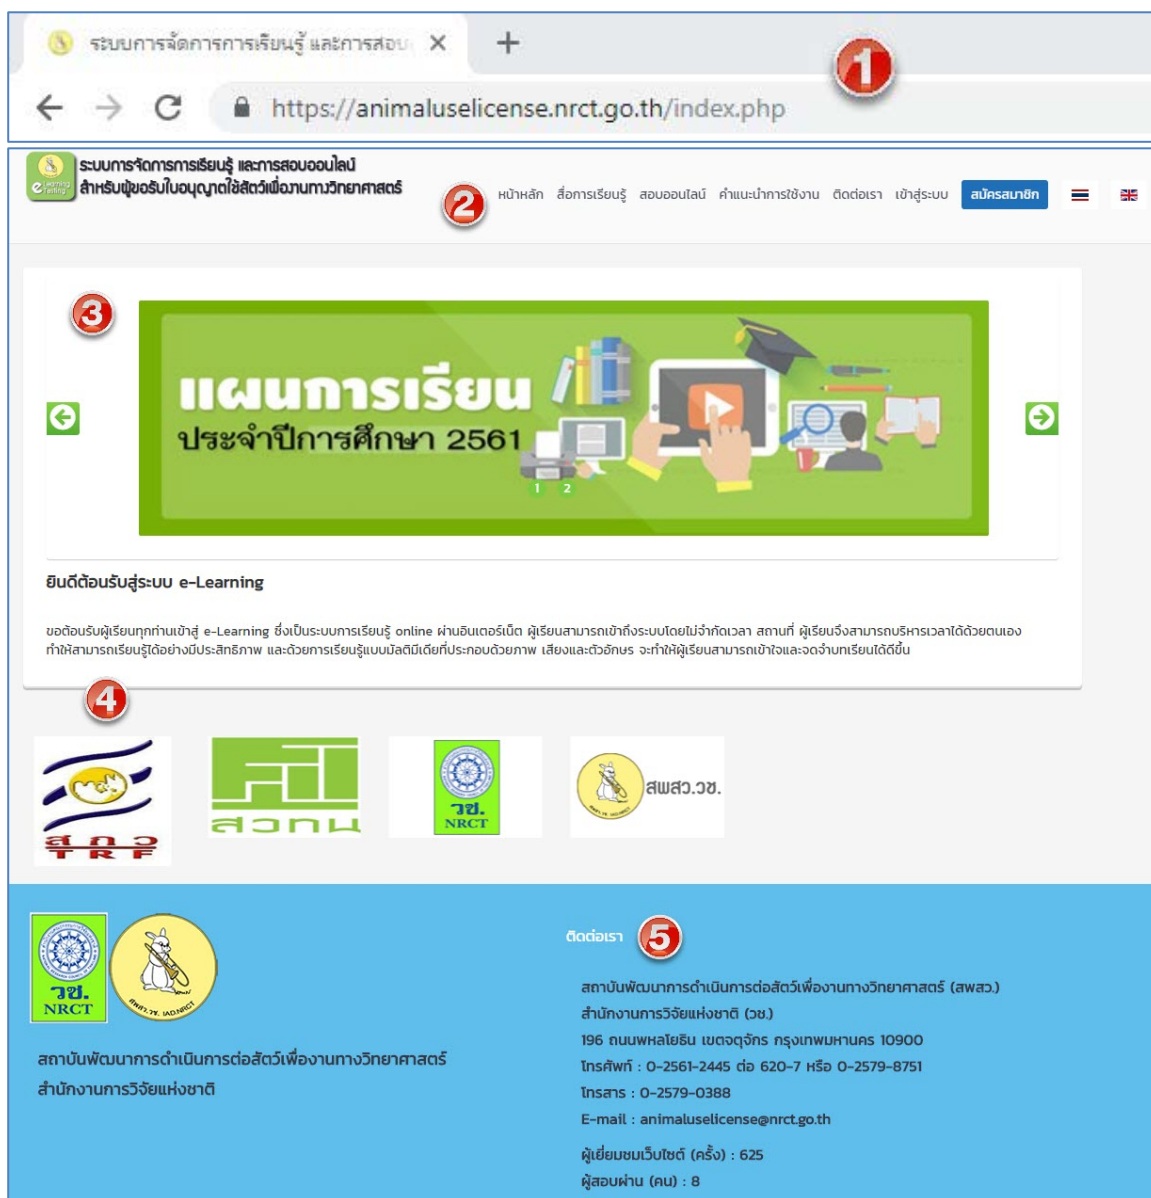 ระบบการจัดการการเรียนรู้ และการสอบ
1
https://animaluselicense.nrct.go.th/index.php
ระบบการจัดการการเรียนรู้ และการสอบออนไลน์
สำหรับผู้ขอรับใบอนุญาตใช้สัตว์เพื่องานทางวิทยาศาสตร์
e-Learning Testing
2
หน้าหลัก สื่อการเรียนรู้ สอบออนไลน์ คำแนะนำการใช้งาน ติดต่อเรา เข้าสู่ระบบ สมัครสมาชิก
3
แผนการเรียน
ประจำปีการศึกษา 2561
1 2
ยินดีต้อนรับสู่ระบบ e-Learning
ขอต้อนรับผู้เรียนทุกท่านเข้าสู่ e-Learning ซึ่งเป็นระบบการเรียนรู้ online ผ่านอินเตอร์เน็ต ผู้เรียนสามารถเข้าถึงระบบโดยไม่จำกัดเวลา สถานที่ ผู้เรียนจึงสามารถบริหารเวลาได้ด้วยตนเอง
ทำให้สามารถเรียนรู้ได้อย่างมีประสิทธิภาพ และด้วยการเรียนรู้แบบมัลติมีเดียที่ประกอบด้วยภาพ เสียงและตัวอักษร จะทำให้ผู้เรียนสามารถเข้าใจและจดจำบทเรียนได้ดีขึ้น
4
สกว
TRF
สวทน
วช.
NRCT
สพสว.วช.
วช.
NRCT
สพสว.วช. IAD.NRCT
สถาบันพัฒนาการดำเนินการต่อสัตว์เพื่องานทางวิทยาศาสตร์
สำนักงานการวิจัยแห่งชาติ
ติดต่อเรา 5
สถาบันพัฒนาการดำเนินการต่อสัตว์เพื่องานทางวิทยาศาสตร์ (สพสว.)
สำนักงานการวิจัยแห่งชาติ (วช.)
196 ถนนพหลโยธิน เขตจตุจักร กรุงเทพมหานคร 10900
โทรศัพท์ : 0-2561-2445 ต่อ 620-7 หรือ 0-2579-8751
โทรสาร : 0-2579-0388
E-mail : animaluselicense@nrct.go.th
ผู้เยี่ยมชมเว็บไซต์ (ครั้ง) : 625
ผู้สอบผ่าน (คน) : 8